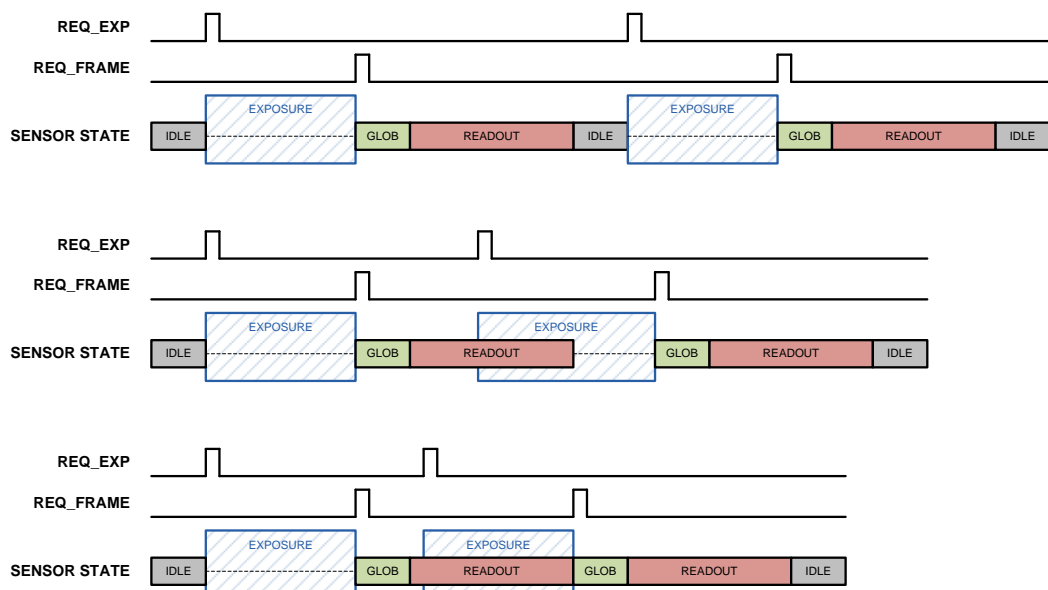 REQ_EXP
REQ_FRAME
EXPOSURE EXPOSURE
SENSOR STATE IDLE GLOB READOUT IDLE GLOB READOUT IDLE
REQ_EXP
REQ_FRAME
EXPOSURE EXPOSURE
SENSOR STATE IDLE GLOB READOUT GLOB READOUT IDLE
REQ_EXP
REQ_FRAME
EXPOSURE EXPOSURE
SENSOR STATE IDLE GLOB READOUT GLOB READOUT IDLE